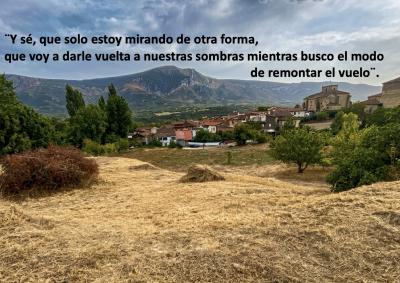 ¨Y sé, que solo estoy mirando de otra forma,
que voy a darle vuelta a nuestras sombras mientras busco el modo
de remontar el vuelo¨.